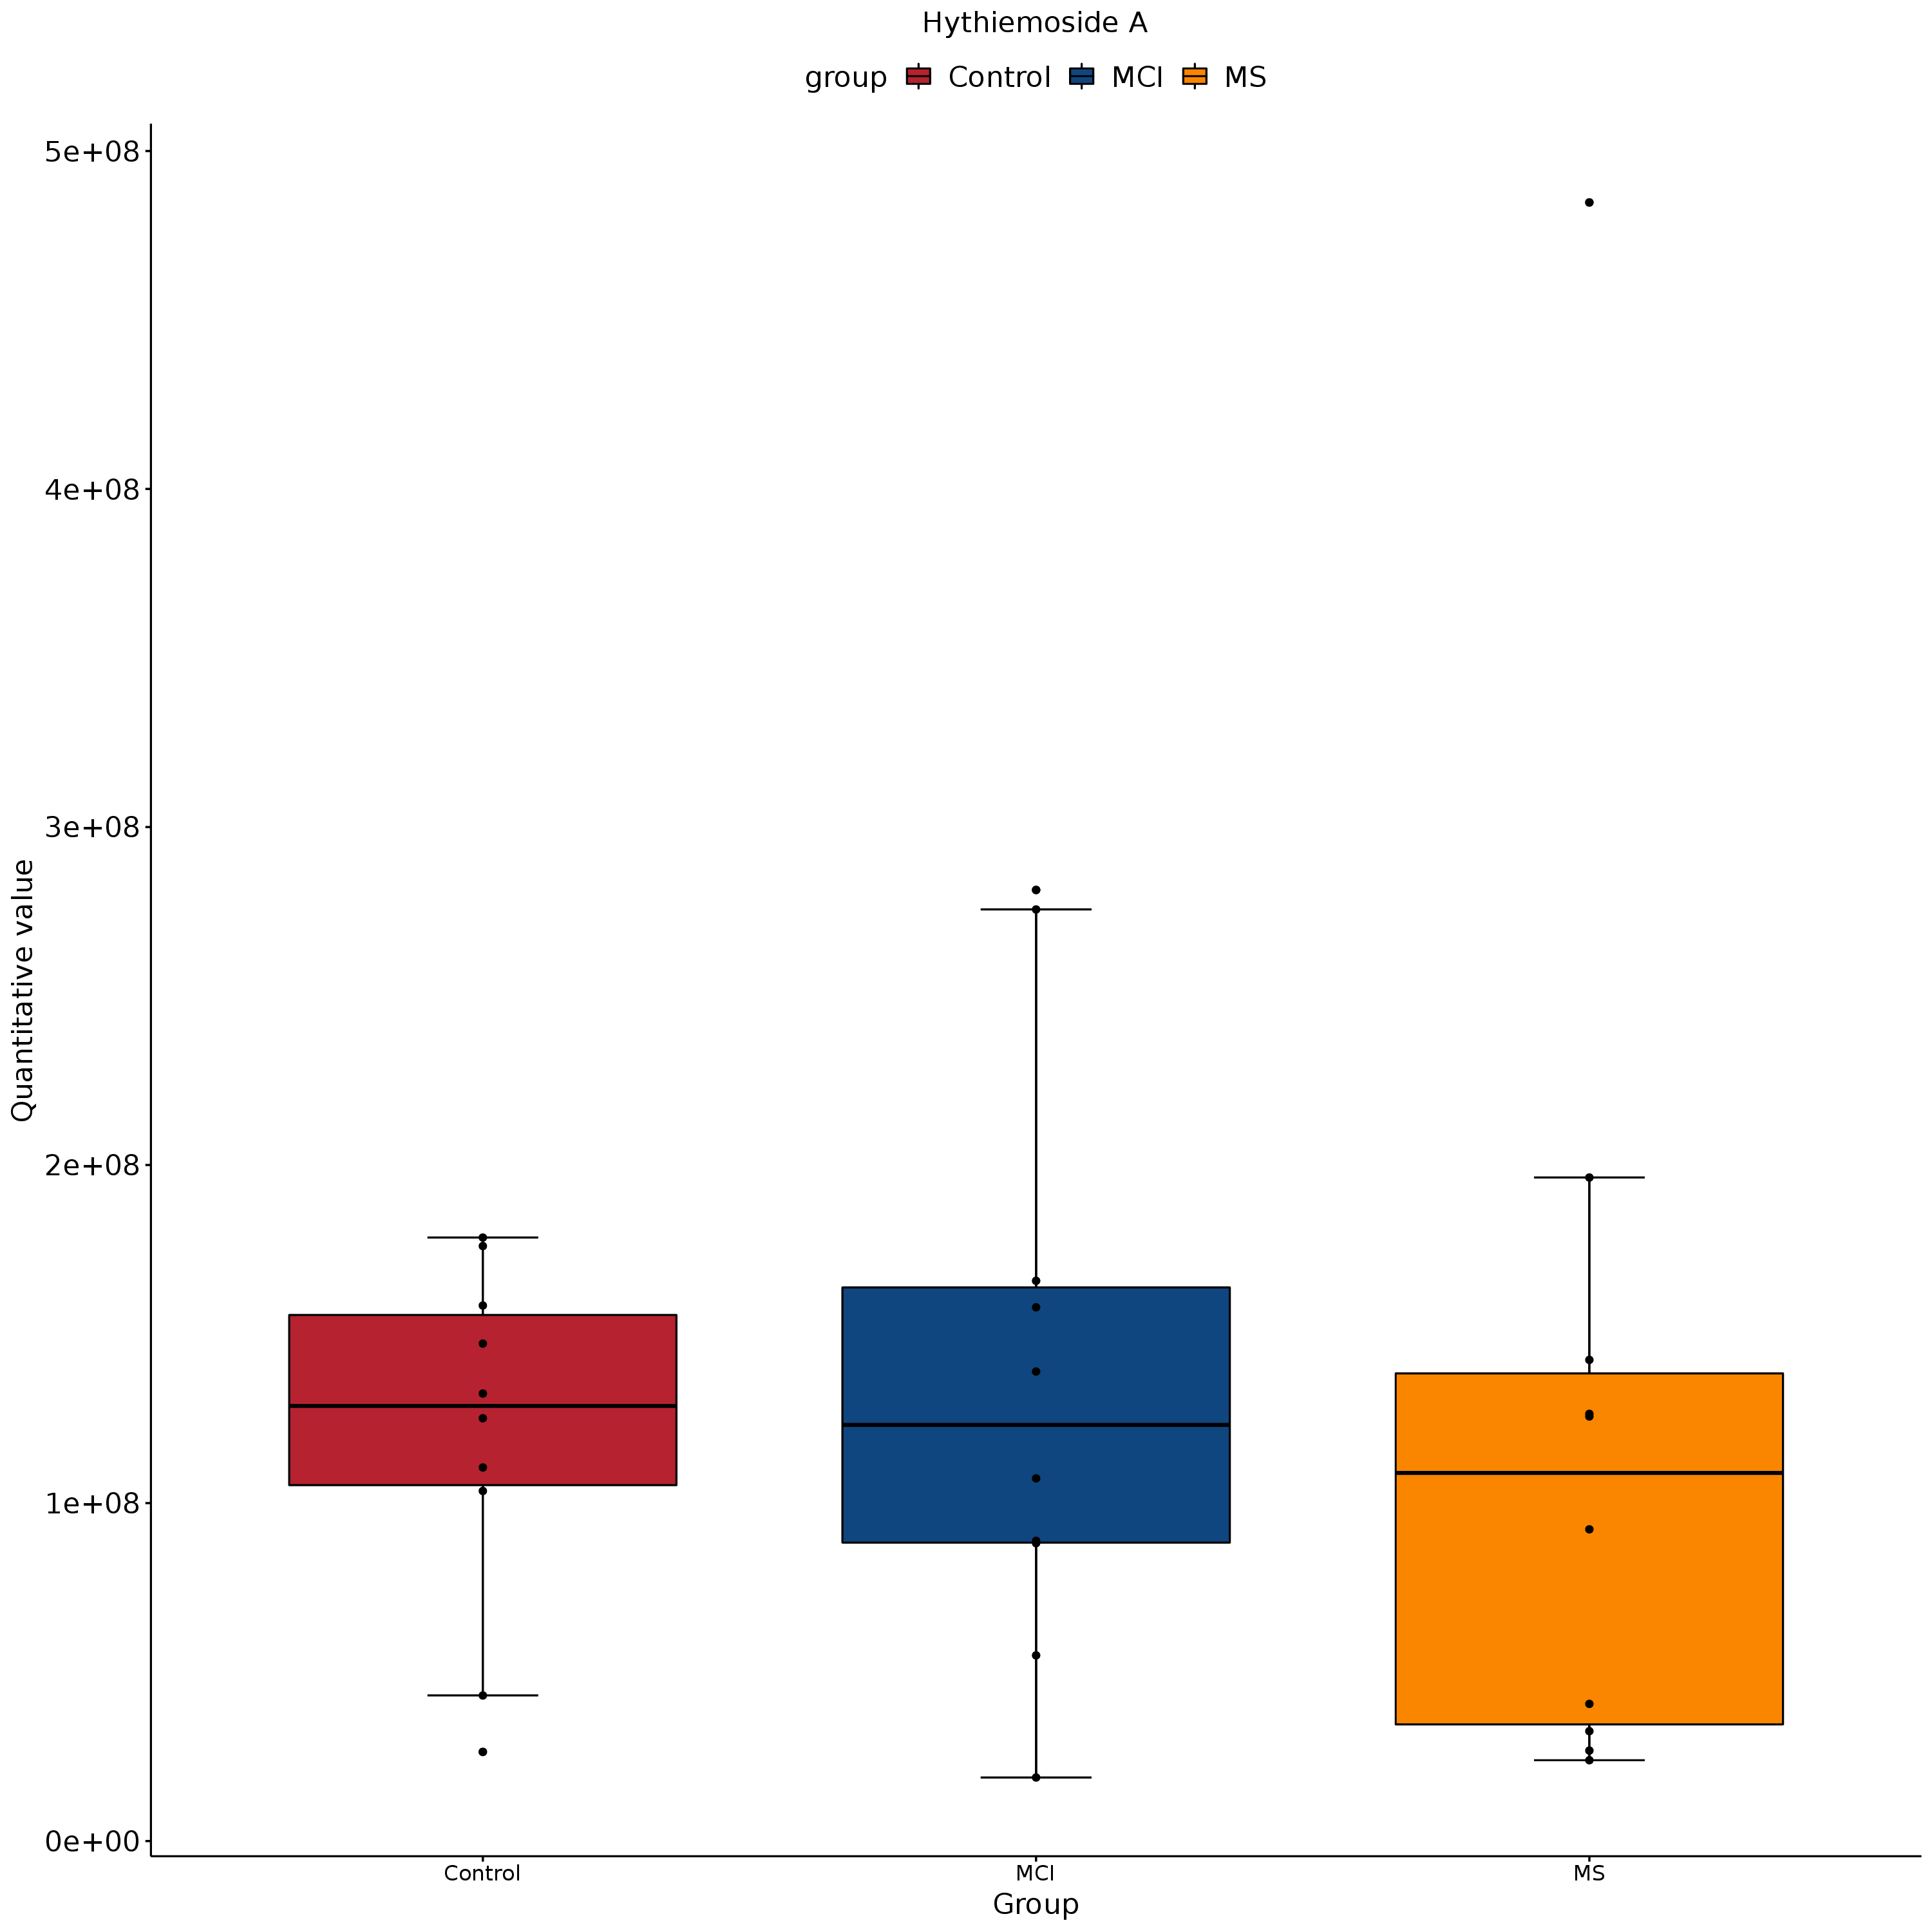 Hythiemoside A
group Control MCI MS
5e+08
4e+08
3e+08
2e+08
1e+08
0e+00
Quantitative value
Control MCI MS
Group